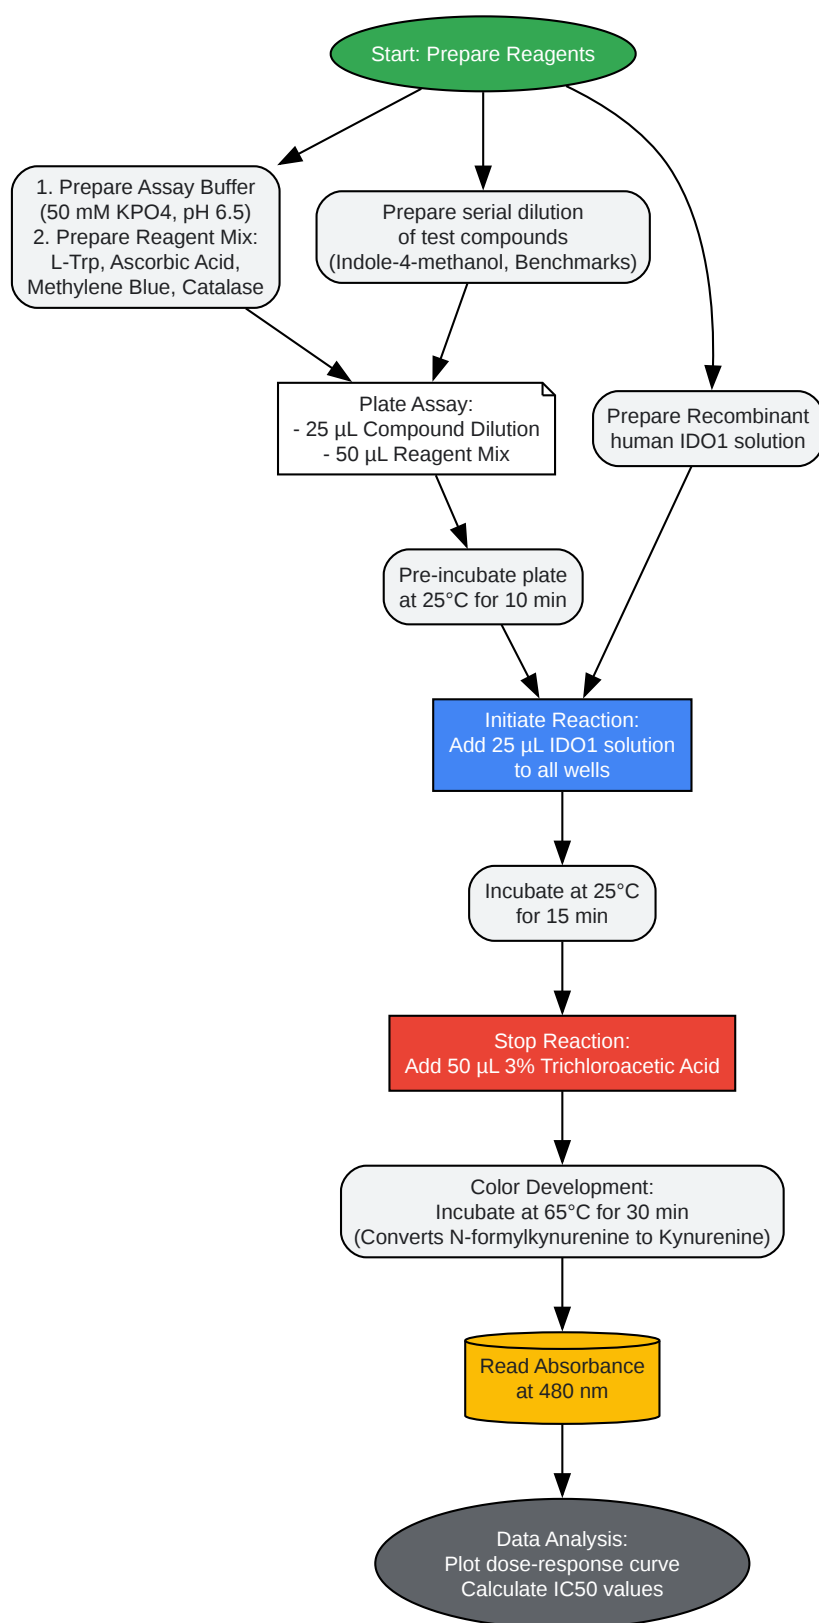 Start: Prepare Reagents
1. Prepare Assay Buffer
(50 mM KPO4, pH 6.5)
2. Prepare Reagent Mix:
L-Trp, Ascorbic Acid,
Methylene Blue, Catalase
Prepare serial dilution
of test compounds
(Indole-4-methanol, Benchmarks)
Plate Assay:
- 25 µL Compound Dilution
- 50 µL Reagent Mix
Prepare Recombinant
human IDO1 solution
Pre-incubate plate
at 25°C for 10 min
Initiate Reaction:
Add 25 µL IDO1 solution
to all wells
Incubate at 25°C
for 15 min
Stop Reaction:
Add 50 µL 3% Trichloroacetic Acid
Color Development:
Incubate at 65°C for 30 min
(Converts N-formylkynurenine to Kynurenine)
Read Absorbance
at 480 nm
Data Analysis:
Plot dose-response curve
Calculate IC50 values